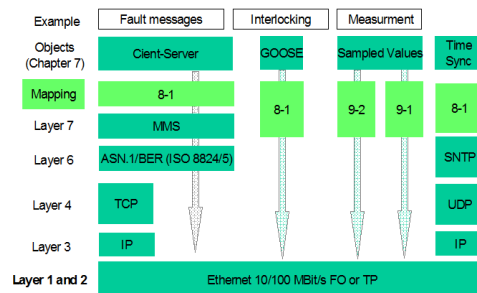 Example Fault messages Interlocking Measurment
Objects (Chapter 7) Cient-Server GOOSE Sampled Values Time Sync
Mapping 8-1 8-1 9-2 9-1 8-1
Layer 7 MMS
Layer 6 ASN.1/BER (ISO 8824/5) SNTP
Layer 4 TCP UDP
Layer 3 IP IP
Layer 1 and 2 Ethernet 10/100 MBit/s FO or TP